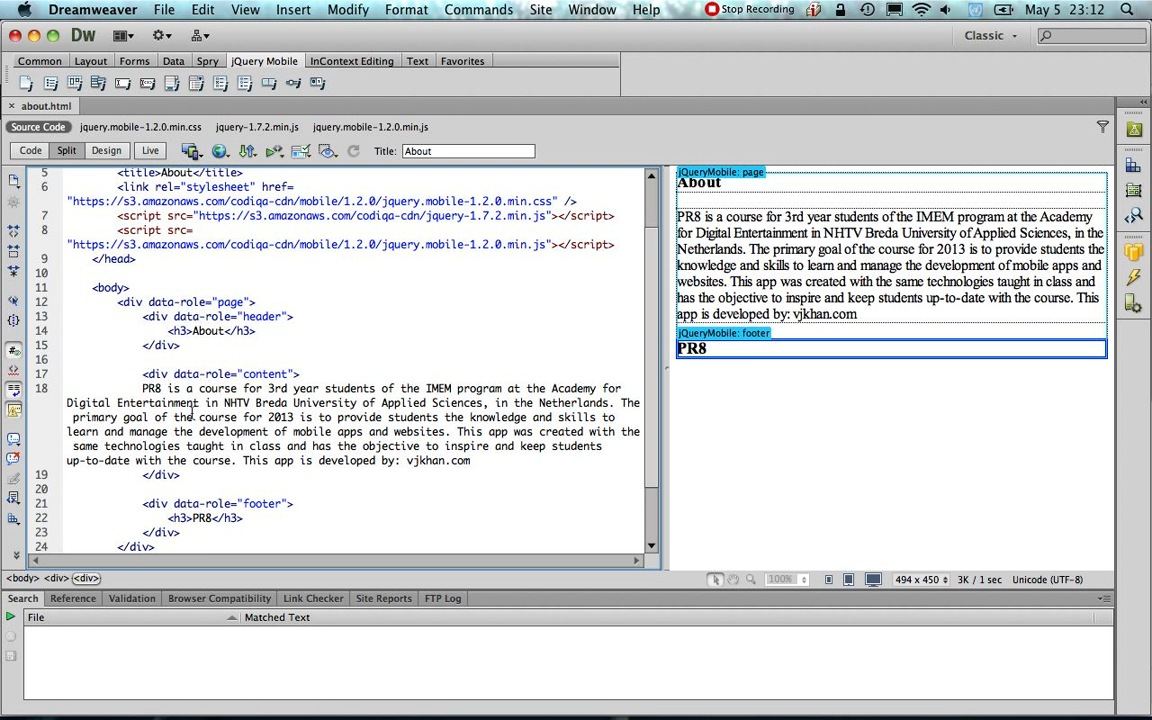 Dreamweaver File Edit View Insert Modify Format Commands Site Window Help Stop Recording May 5 23:12
Dw Classic
Common Layout Forms Data Spry jQuery Mobile InContext Editing Text Favorites
about.html
Source Code jquery.mobile-1.2.0.min.css jquery-1.7.2.min.js jquery.mobile-1.2.0.min.js
Code Split Design Live Title: About
5 <title>About</title>
6 <link rel="stylesheet" href=
"https://s3.amazonaws.com/codiqa-cdn/mobile/1.2.0/jquery.mobile-1.2.0.min.css" />
7 <script src="https://s3.amazonaws.com/codiqa-cdn/jquery-1.7.2.min.js"></script>
8 <script src=
"https://s3.amazonaws.com/codiqa-cdn/mobile/1.2.0/jquery.mobile-1.2.0.min.js"></script>
9 </head>
10
11 <body>
12 <div data-role="page">
13 <div data-role="header">
14 <h3>About</h3>
15 </div>
16
17 <div data-role="content">
18 PR8 is a course for 3rd year students of the IMEM program at the Academy for
Digital Entertainment in NHTV Breda University of Applied Sciences, in the Netherlands. The
primary goal of the course for 2013 is to provide students the knowledge and skills to
learn and manage the development of mobile apps and websites. This app was created with the
same technologies taught in class and has the objective to inspire and keep students
up-to-date with the course. This app is developed by: vjkhan.com
19 </div>
20
21 <div data-role="footer">
22 <h3>PR8</h3>
23 </div>
24 </div>
jQueryMobile: page
About
PR8 is a course for 3rd year students of the IMEM program at the Academy
for Digital Entertainment in NHTV Breda University of Applied Sciences, in the
Netherlands. The primary goal of the course for 2013 is to provide students the
knowledge and skills to learn and manage the development of mobile apps and
websites. This app was created with the same technologies taught in class and
has the objective to inspire and keep students up-to-date with the course. This
app is developed by: vjkhan.com
jQueryMobile: footer
PR8
<body> <div> <div> 100% 494 x 450 3K / 1 sec Unicode (UTF-8)
Search Reference Validation Browser Compatibility Link Checker Site Reports FTP Log
File Matched Text